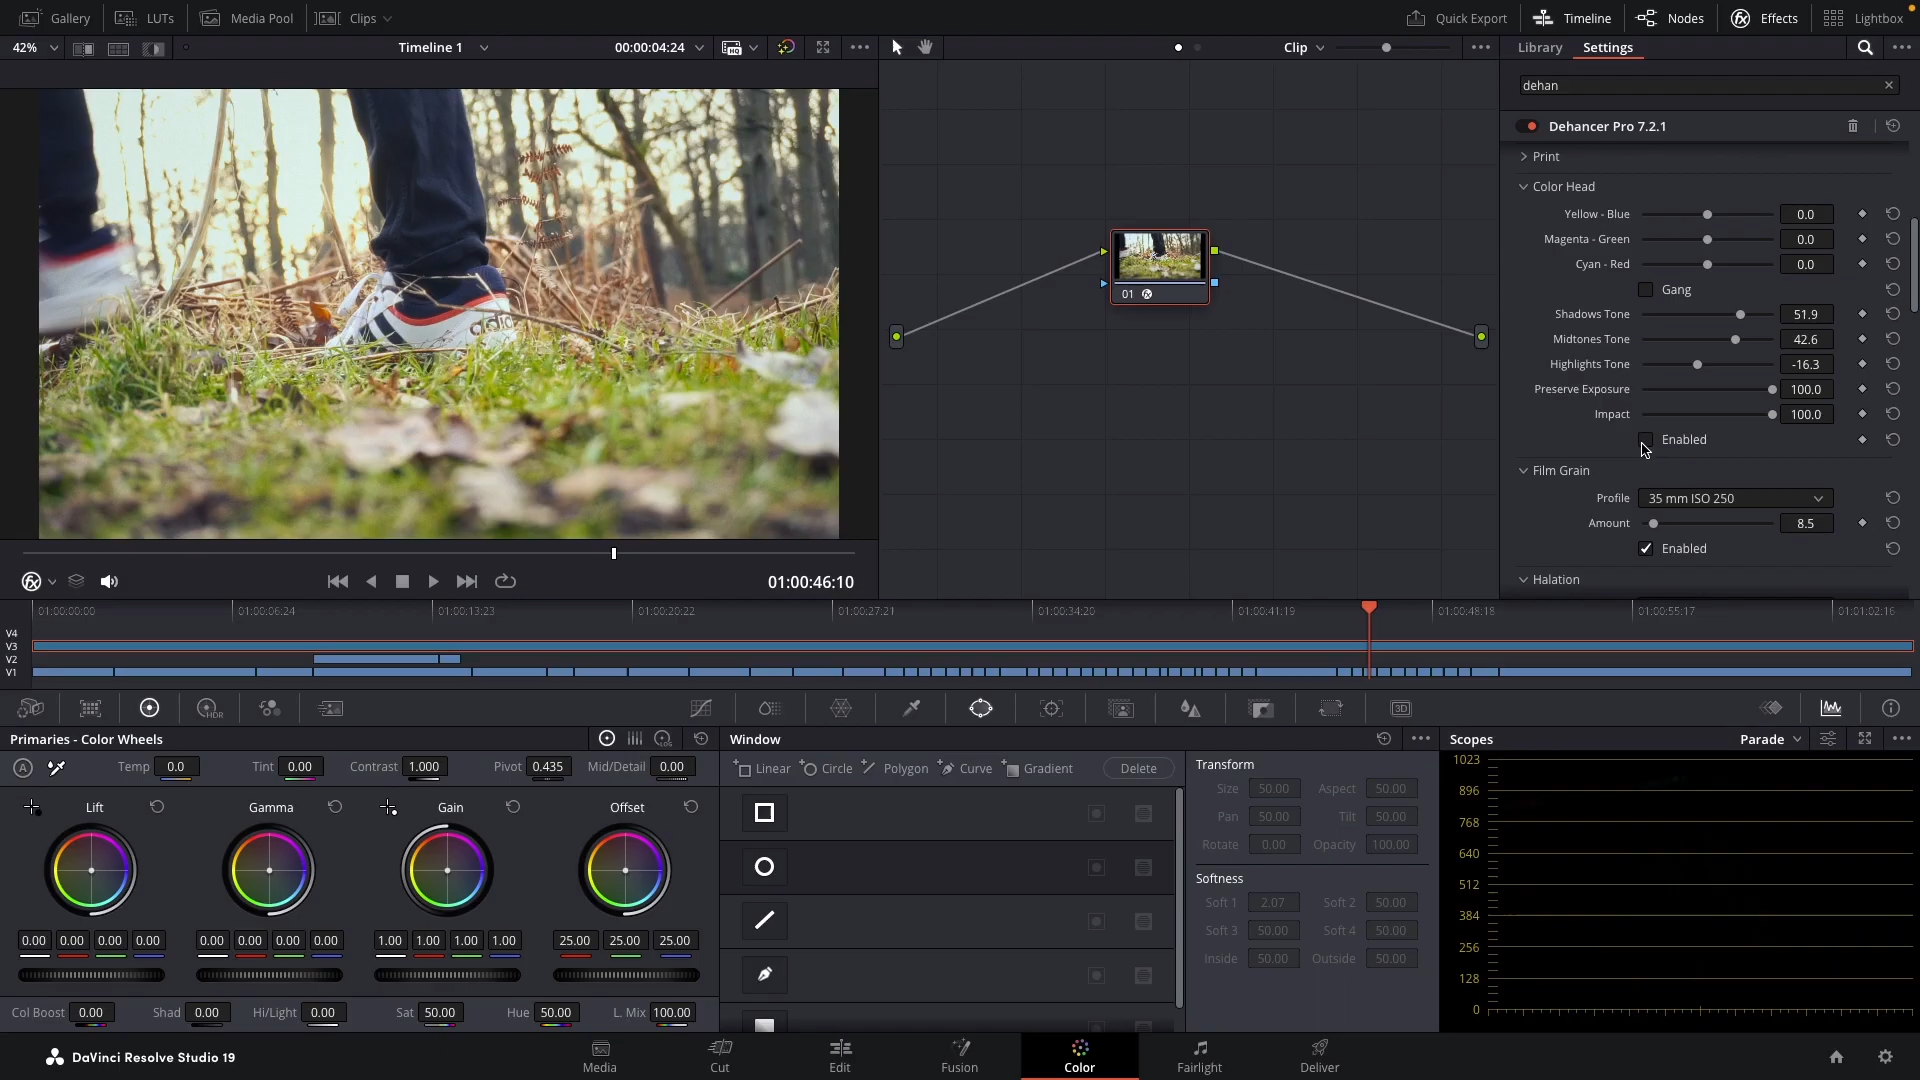 Gallery
LUTs
Media Pool
Clips
Quick Export
Timeline
Nodes
Effects
Lightbox
42%
Timeline 1
00:00:04:24
HQ
Clip
Library
Settings
dehan
Dehancer Pro 7.2.1
Print
Color Head
Yellow - Blue 0.0
Magenta - Green 0.0
Cyan - Red 0.0
Gang
Shadows Tone 51.9
Midtones Tone 42.6
Highlights Tone -16.3
Preserve Exposure 100.0
Impact 100.0
Enabled
Film Grain
Profile 35 mm ISO 250
Amount 8.5
Enabled
Halation
01
01:00:46:10
01:00:00:00 01:00:06:24 01:00:13:23 01:00:20:22 01:00:27:21 01:00:34:20 01:00:41:19 01:00:48:18 01:00:55:17 01:01:02:16
V4
V3
V2
V1
HDR
3D
Primaries - Color Wheels
LOG
Temp 0.0 Tint 0.00 Contrast 1.000 Pivot 0.435 Mid/Detail 0.00
Lift Gamma Gain Offset
0.00 0.00 0.00 0.00 0.00 0.00 0.00 0.00 1.00 1.00 1.00 1.00 25.00 25.00 25.00
Col Boost 0.00 Shad 0.00 Hi/Light 0.00 Sat 50.00 Hue 50.00 L. Mix 100.00
Window
Linear Circle Polygon Curve Gradient Delete
Transform
Size 50.00 Aspect 50.00
Pan 50.00 Tilt 50.00
Rotate 0.00 Opacity 100.00
Softness
Soft 1 2.07 Soft 2 50.00
Soft 3 50.00 Soft 4 50.00
Inside 50.00 Outside 50.00
Scopes
Parade
1023
896
768
640
512
384
256
128
0
DaVinci Resolve Studio 19
Media
Cut
Edit
Fusion
Color
Fairlight
Deliver